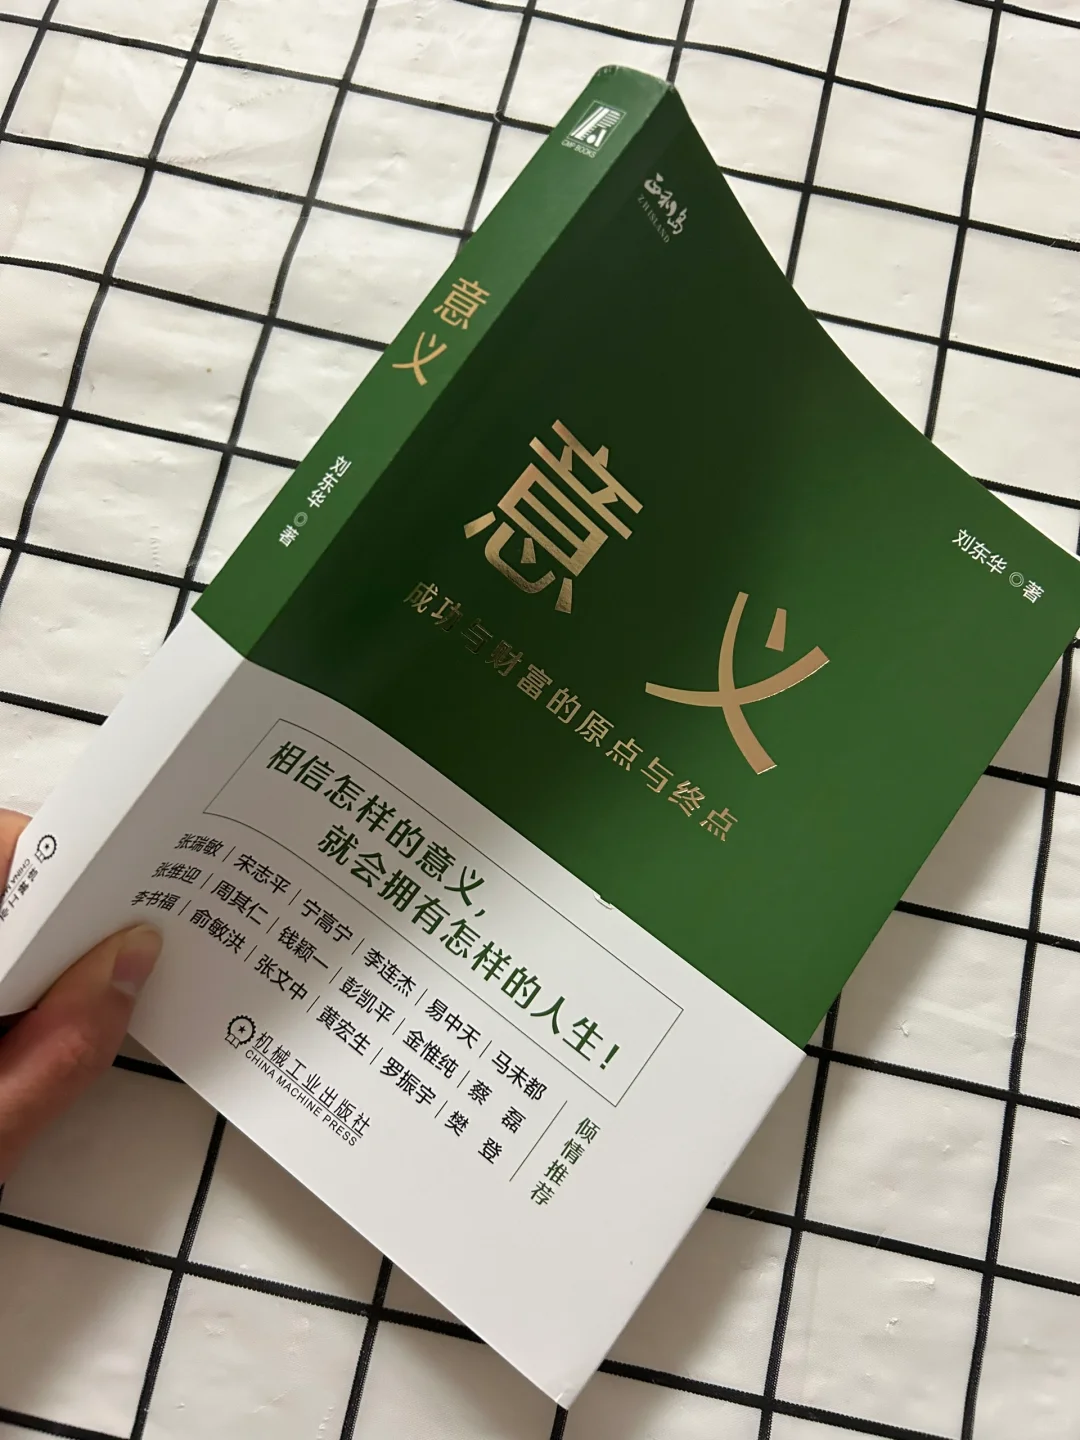 CMP BOOKS
意义
刘东华◎著
正和岛
ZHISLAND
刘东华◎著
意义
成功与财富的原点与终点
相信怎样的意义，
就会拥有怎样的人生！
张瑞敏|宋志平|宁高宁|李连杰|易中天|马未都
张维迎|周其仁|钱颖一|彭凯平|金惟纯|蔡 磊
李书福|俞敏洪|张文中|黄宏生|罗振宇|樊 登
倾情推荐
机械工业出版社
CHINA MACHINE PRESS